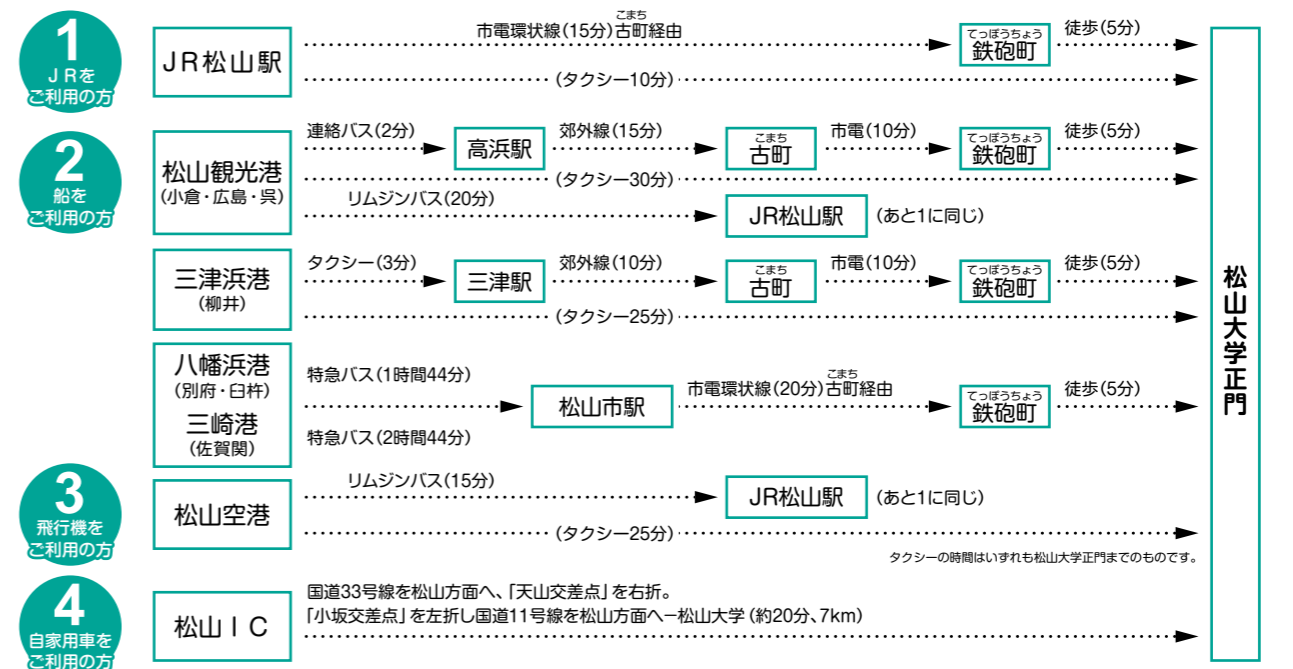 1
JRを
ご利用の方
JR松山駅
市電環状線(15分)古町経由
こまち
てっぽうちょう
鉄砲町
徒歩(5分)
(タクシー10分)
2
船を
ご利用の方
松山観光港
(小倉・広島・呉)
連絡バス(2分)
高浜駅
郊外線(15分)
こまち
古町
市電(10分)
てっぽうちょう
鉄砲町
徒歩(5分)
(タクシー30分)
リムジンバス(20分)
JR松山駅
(あと1に同じ)
三津浜港
(柳井)
タクシー(3分)
三津駅
郊外線(10分)
こまち
古町
市電(10分)
てっぽうちょう
鉄砲町
徒歩(5分)
(タクシー25分)
八幡浜港
(別府・臼杵)
三崎港
(佐賀関)
特急バス(1時間44分)
特急バス(2時間44分)
松山市駅
こまち
市電環状線(20分)古町経由
てっぽうちょう
鉄砲町
徒歩(5分)
3
飛行機を
ご利用の方
松山空港
リムジンバス(15分)
JR松山駅
(あと1に同じ)
(タクシー25分)
タクシーの時間はいずれも松山大学正門までのものです。
4
自家用車を
ご利用の方
松山IC
国道33号線を松山方面へ、「天山交差点」を右折。
「小坂交差点」を左折し国道11号線を松山方面へ−松山大学(約20分、7km)
松山大学正門